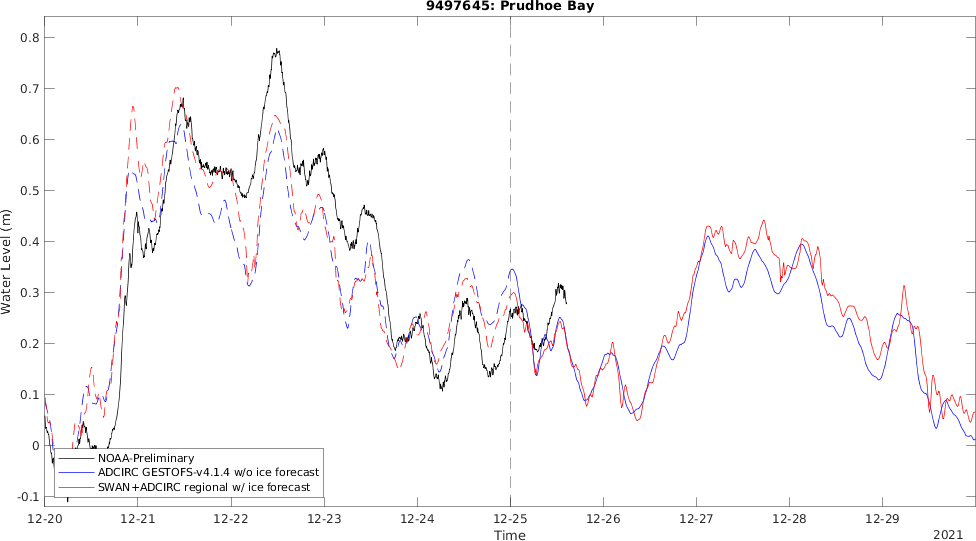 9497645: Prudhoe Bay
Water Level (m)
0.8
0.7
0.6
0.5
0.4
0.3
0.2
0.1
0
-0.1
NOAA-Preliminary
ADCIRC GESTOFS-v4.1.4 w/o ice forecast
SWAN+ADCIRC regional w/ ice forecast
12-20 12-21 12-22 12-23 12-24 12-25 12-26 12-27 12-28 12-29
Time
2021